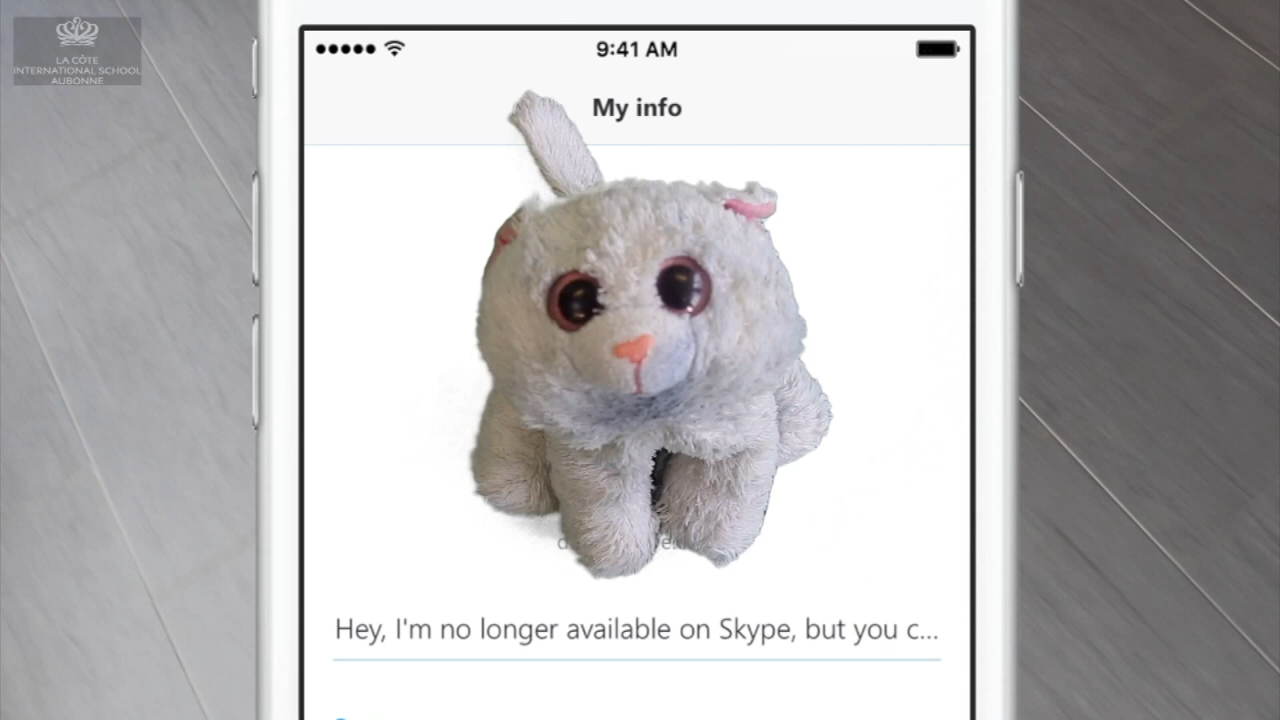 LA CÔTE
INTERNATIONAL SCHOOL
AUBONNE
9:41 AM
My info
Hey, I'm no longer available on Skype, but you c...